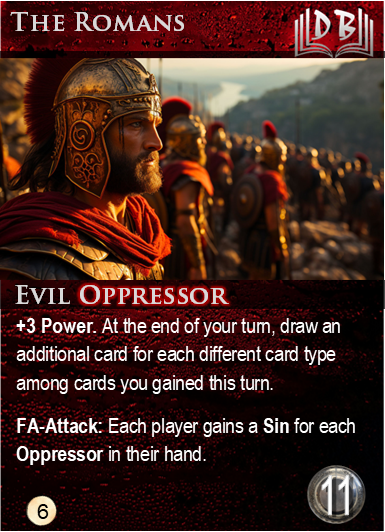 The Romans
DB
Evil Oppressor
+3 Power. At the end of your turn, draw an
additional card for each different card type
among cards you gained this turn.
FA-Attack: Each player gains a Sin for each
Oppressor in their hand.
6
11